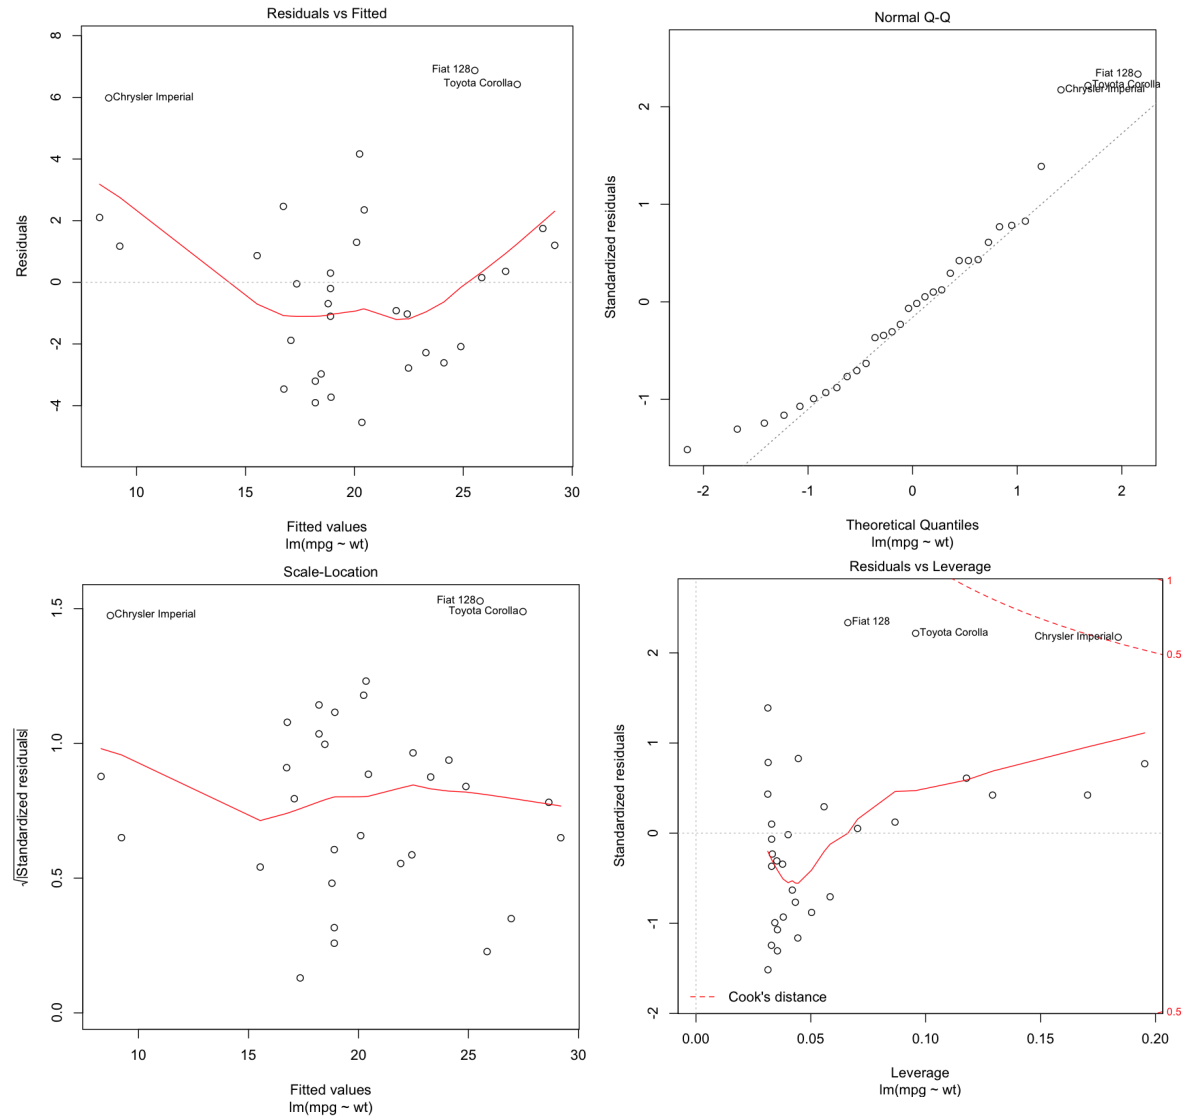 Residuals vs Fitted
Residuals
8
6
4
2
0
-2
-4
Chrysler Imperial
Fiat 128
Toyota Corolla
10 15 20 25 30
Fitted values
lm(mpg ~ wt)
Normal Q-Q
Standardized residuals
2
1
0
-1
Fiat 128
Toyota Corolla
Chrysler Imperial
-2 -1 0 1 2
Theoretical Quantiles
lm(mpg ~ wt)
Scale-Location
√|Standardized residuals|
1.5
1.0
0.5
0.0
Chrysler Imperial
Fiat 128
Toyota Corolla
10 15 20 25 30
Fitted values
lm(mpg ~ wt)
Residuals vs Leverage
Standardized residuals
2
1
0
-1
-2
Fiat 128
Toyota Corolla
Chrysler Imperial
1
0.5
0.5
Cook's distance
0.00 0.05 0.10 0.15 0.20
Leverage
lm(mpg ~ wt)